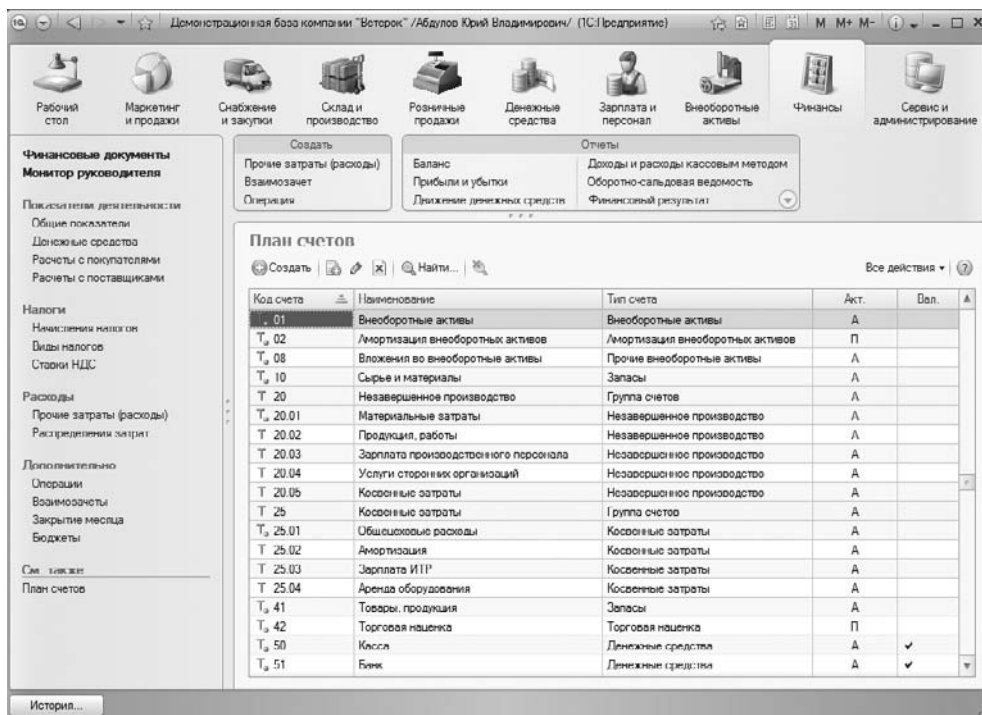 Демонстрационная база компании "Ветерок" /Абдулов Юрий Владимирович/ (1С:Предприятие)
M M+ M-
Рабочий стол
Маркетинг и продажи
Снабжение и закупки
Склад и производство
Розничные продажи
Денежные средства
Зарплата и персонал
Внеоборотные активы
Финансы
Сервис и администрирование
Финансовые документы
Монитор руководителя
Показатели деятельности
Общие показатели
Денежные средства
Расчеты с покупателями
Расчеты с поставщиками
Налоги
Начисления налогов
Виды налогов
Ставки НДС
Расходы
Прочие затраты (расходы)
Распределения затрат
Дополнительно
Операции
Взаимозачеты
Закрытие месяца
Бюджеты
См. также
План счетов
Создать
Прочие затраты (расходы)
Взаимозачет
Операция
Отчеты
Баланс
Прибыли и убытки
Движение денежных средств
Доходы и расходы кассовым методом
Оборотно-сальдовая ведомость
Финансовый результат
План счетов
Создать Найти... Все действия
Код счета Наименование Тип счета Акт. Вал.
01 Внеоборотные активы Внеоборотные активы А
02 Амортизация внеоборотных активов Амортизация внеоборотных активов П
08 Вложения во внеоборотные активы Прочие внеоборотные активы А
10 Сырье и материалы Запасы А
20 Незавершенное производство Группа счетов А
20.01 Материальные затраты Незавершенное производство А
20.02 Продукция, работы Незавершенное производство А
20.03 Зарплата производственного персонала Незавершенное производство А
20.04 Услуги сторонних организаций Незавершенное производство А
20.05 Косвенные затраты Незавершенное производство А
25 Косвенные затраты Группа счетов А
25.01 Общецеховые расходы Косвенные затраты А
25.02 Амортизация Косвенные затраты А
25.03 Зарплата ИТР Косвенные затраты А
25.04 Аренда оборудования Косвенные затраты А
41 Товары, продукция Запасы А
42 Торговая наценка Торговая наценка П
50 Касса Денежные средства А ✔
51 Банк Денежные средства А ✔
История...